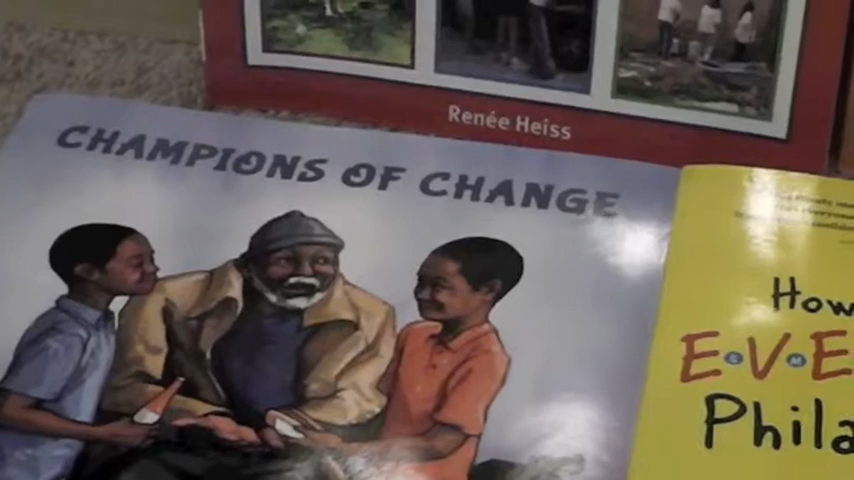 Renée Heiss
CHAMPIONS OF CHANGE
How
E•V•E
Phila